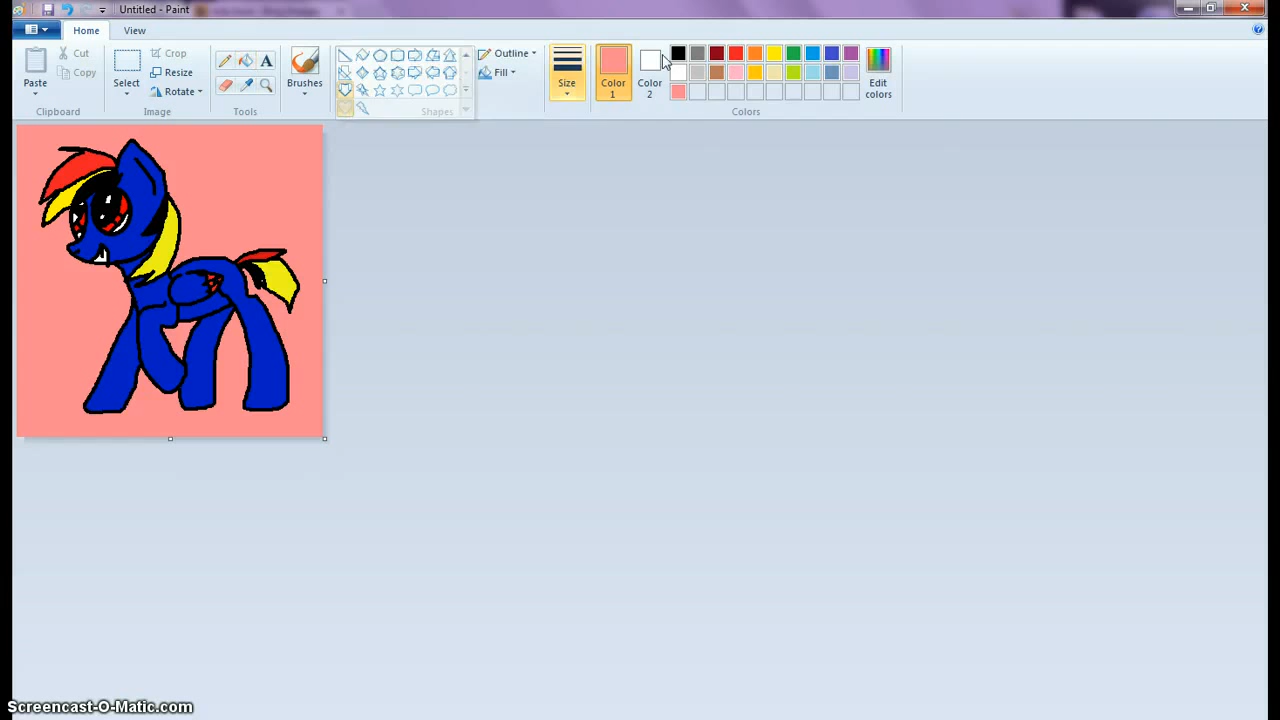 Untitled - Paint
Home View
Paste Cut Copy Clipboard
Select Crop Resize Rotate Image
A Tools
Brushes
Shapes
Outline Fill
Size
Color 1
Color 2
Edit colors
Colors
Screencast-O-Matic.com